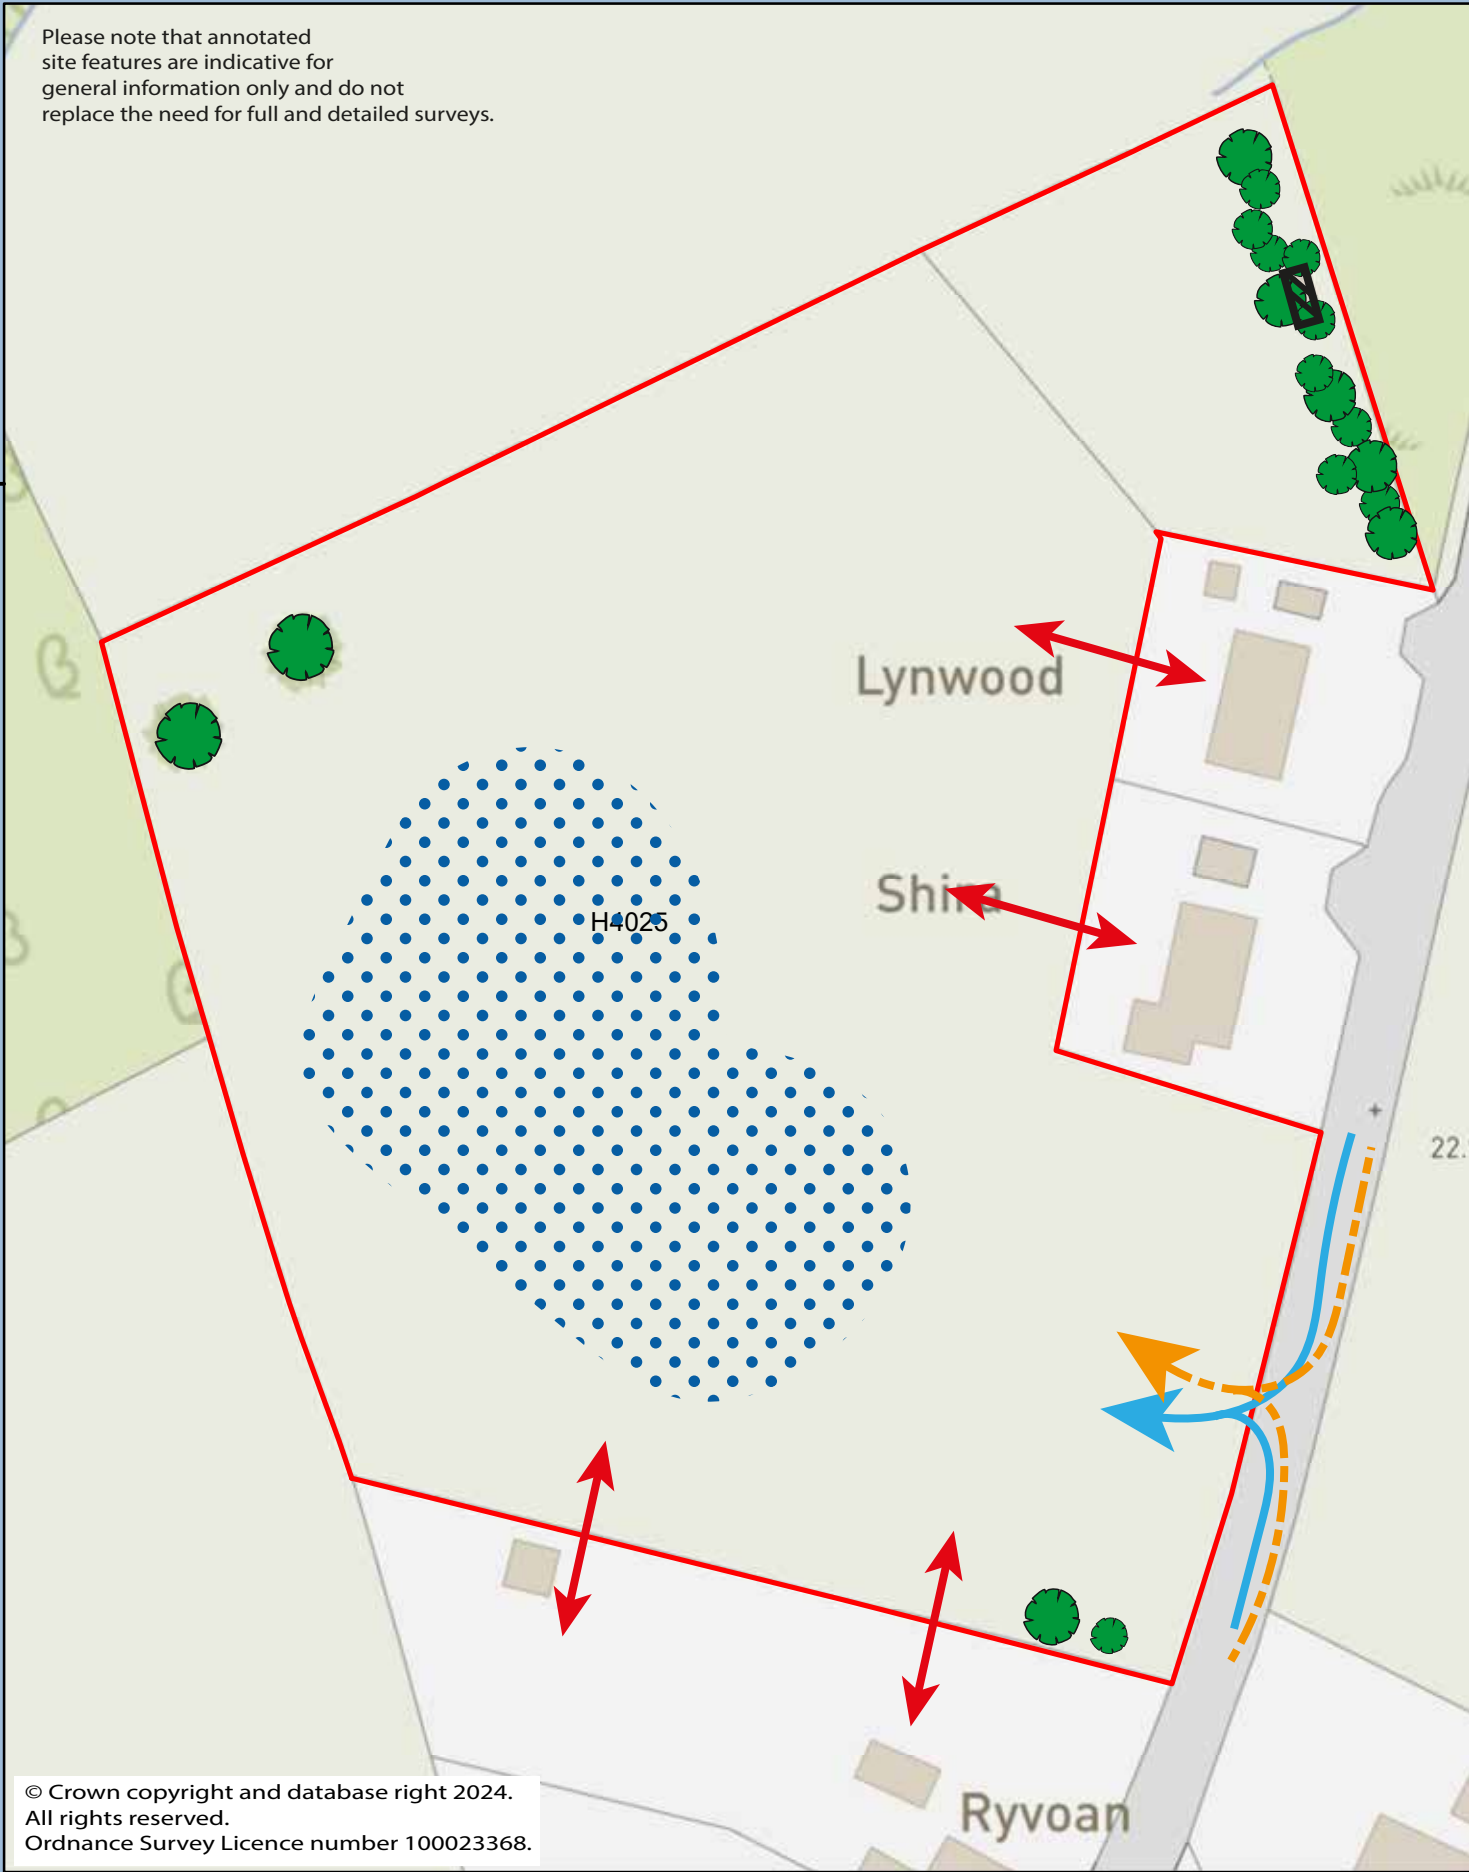 Please note that annotated
site features are indicative for
general information only and do not
replace the need for full and detailed surveys.
Lynwood
Shira
H4025
22.
Ryvoan
© Crown copyright and database right 2024.
All rights reserved.
Ordnance Survey Licence number 100023368.